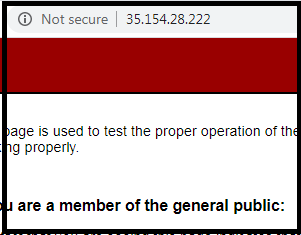 Not secure | 35.154.28.222
page is used to test the proper operation of the
ng properly.
u are a member of the general public: